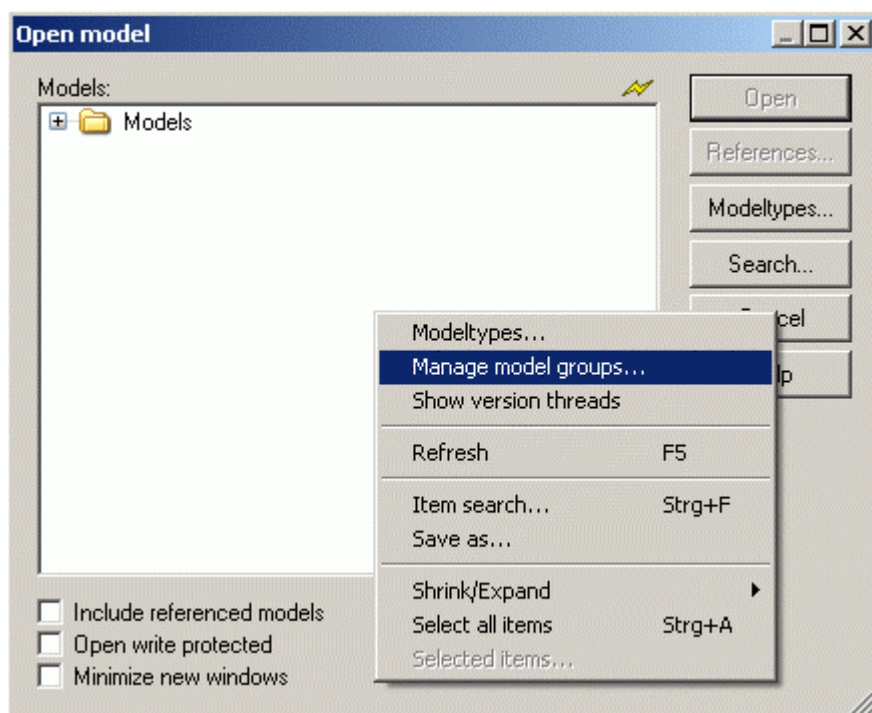 Open model
Models:
Models
Open
References...
Modeltypes...
Search...
Modeltypes...
Manage model groups...
Show version threads
Refresh F5
Item search... Strg+F
Save as...
Shrink/Expand
Select all items Strg+A
Selected items...
Include referenced models
Open write protected
Minimize new windows